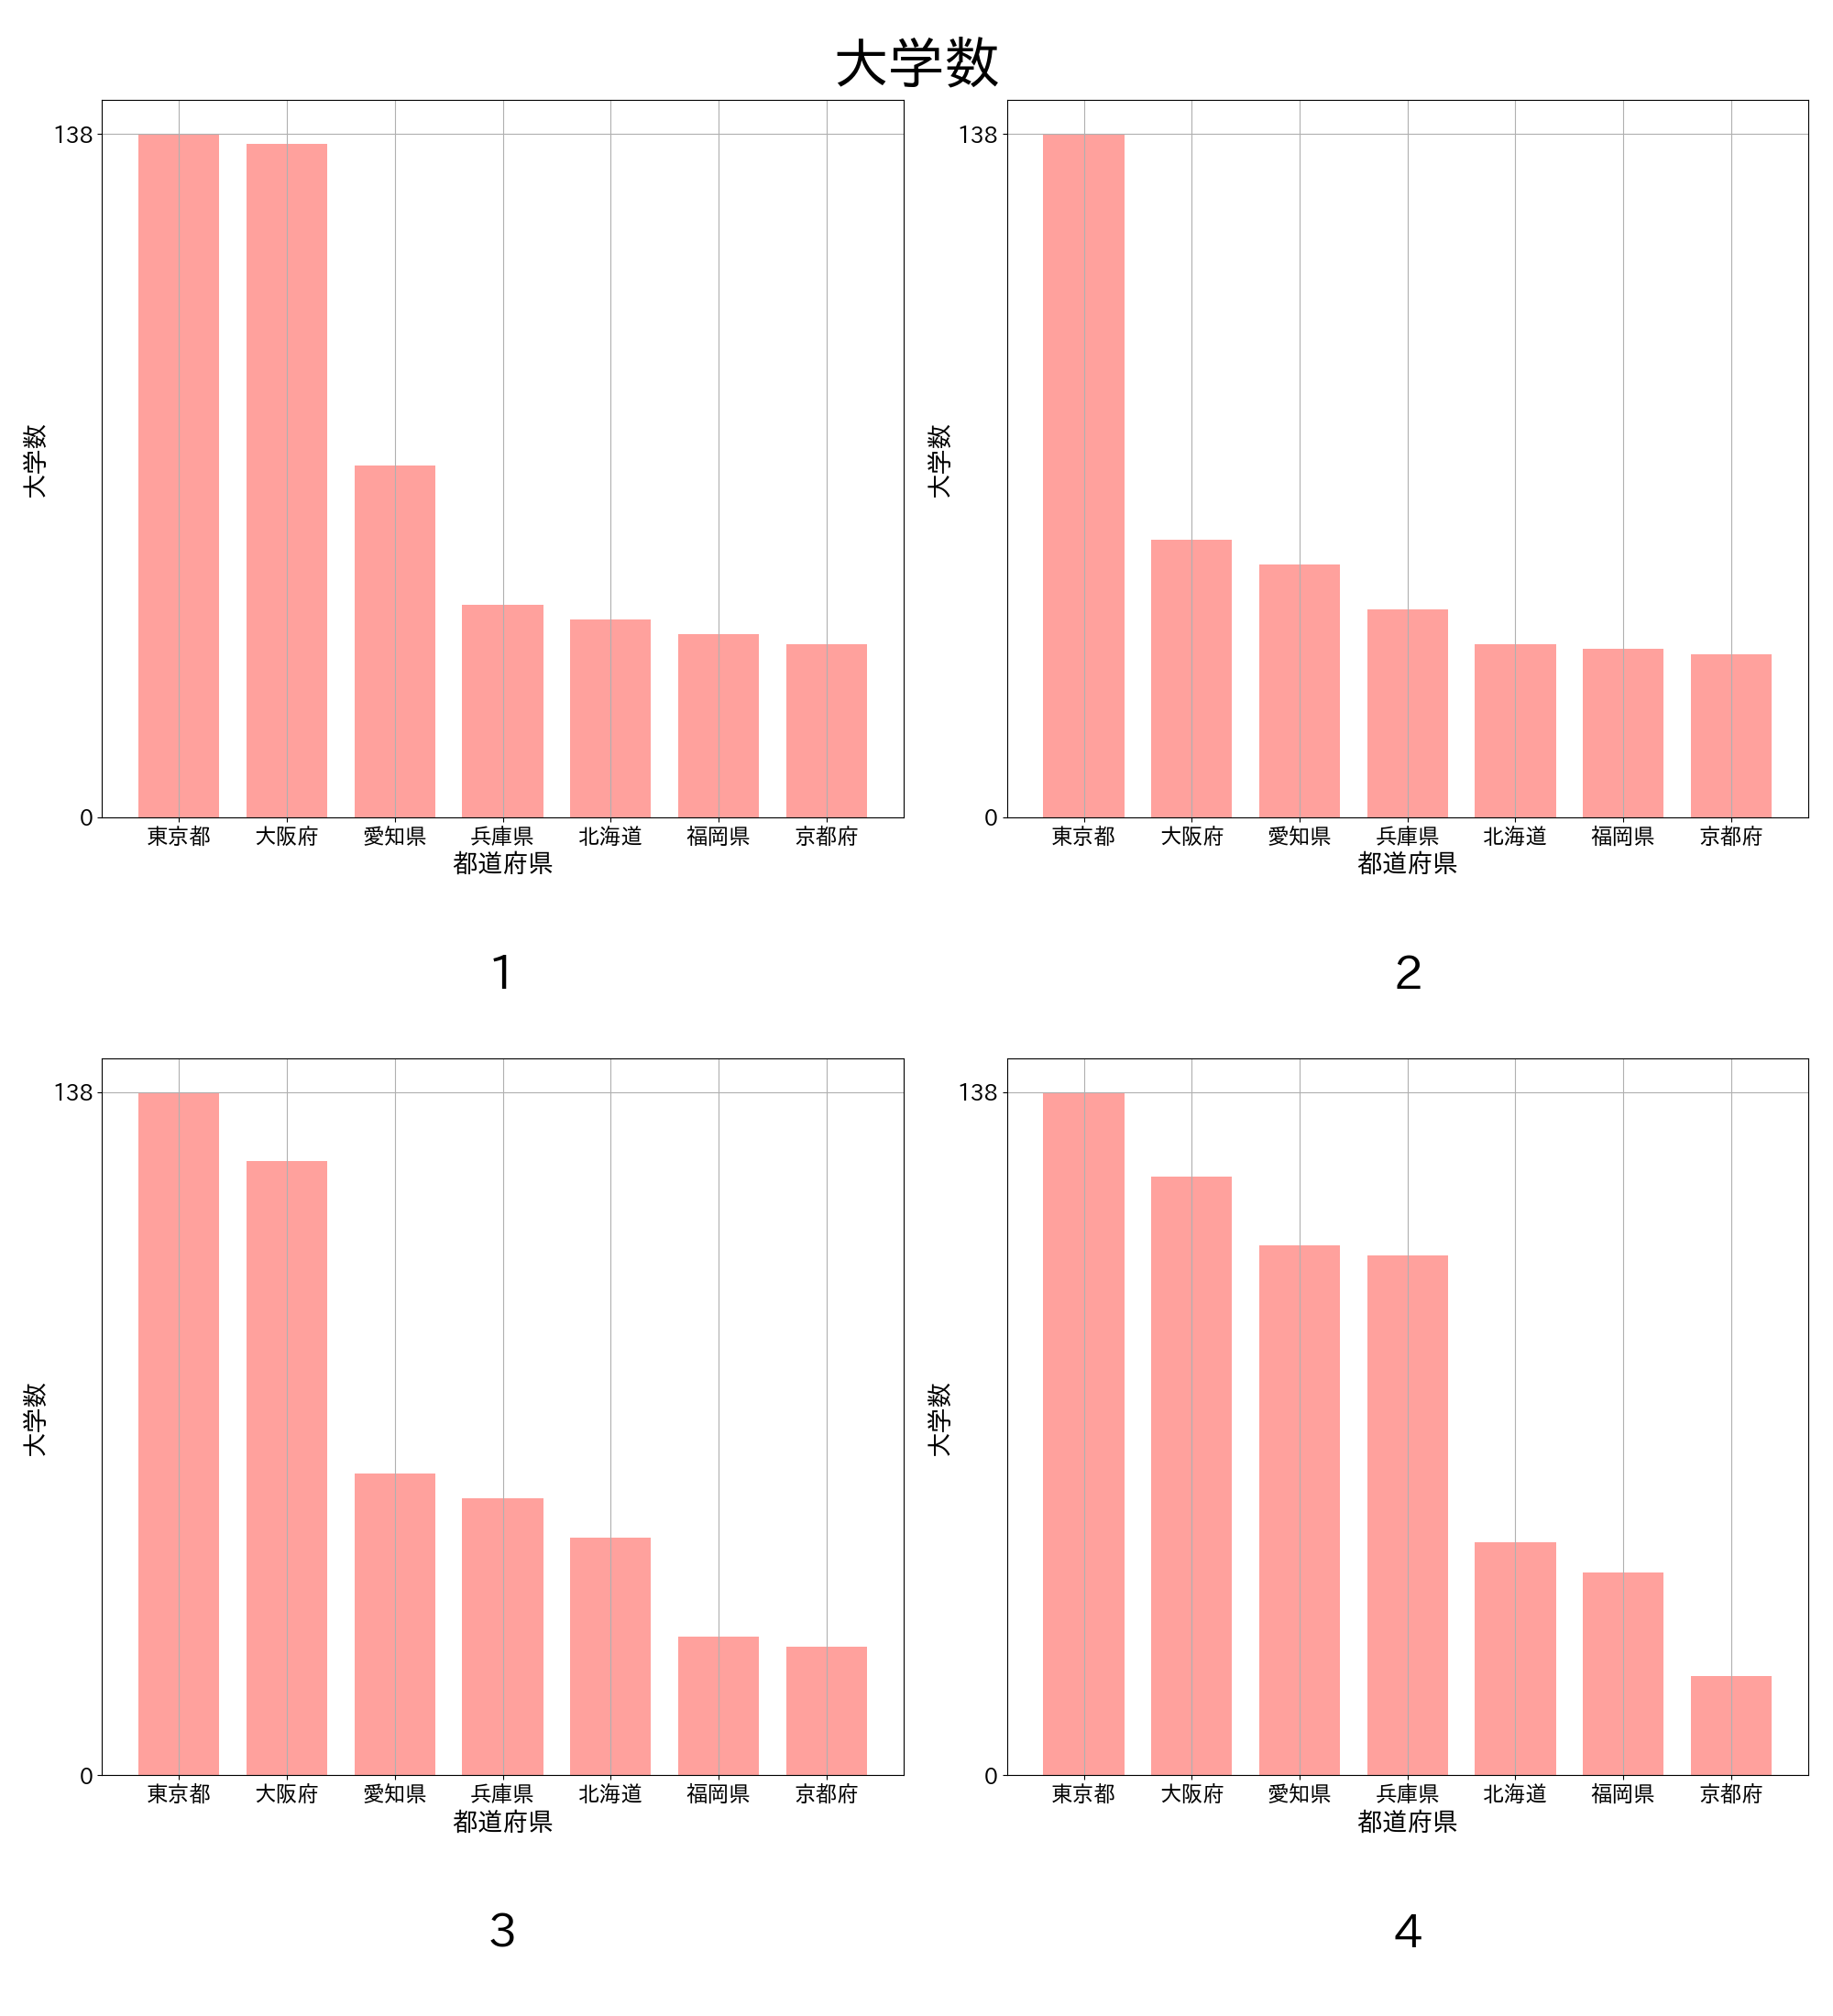 大学数
138
0
大学数
東京都 大阪府 愛知県 兵庫県 北海道 福岡県 京都府
都道府県
1
138
0
大学数
東京都 大阪府 愛知県 兵庫県 北海道 福岡県 京都府
都道府県
2
138
0
大学数
東京都 大阪府 愛知県 兵庫県 北海道 福岡県 京都府
都道府県
3
138
0
大学数
東京都 大阪府 愛知県 兵庫県 北海道 福岡県 京都府
都道府県
4